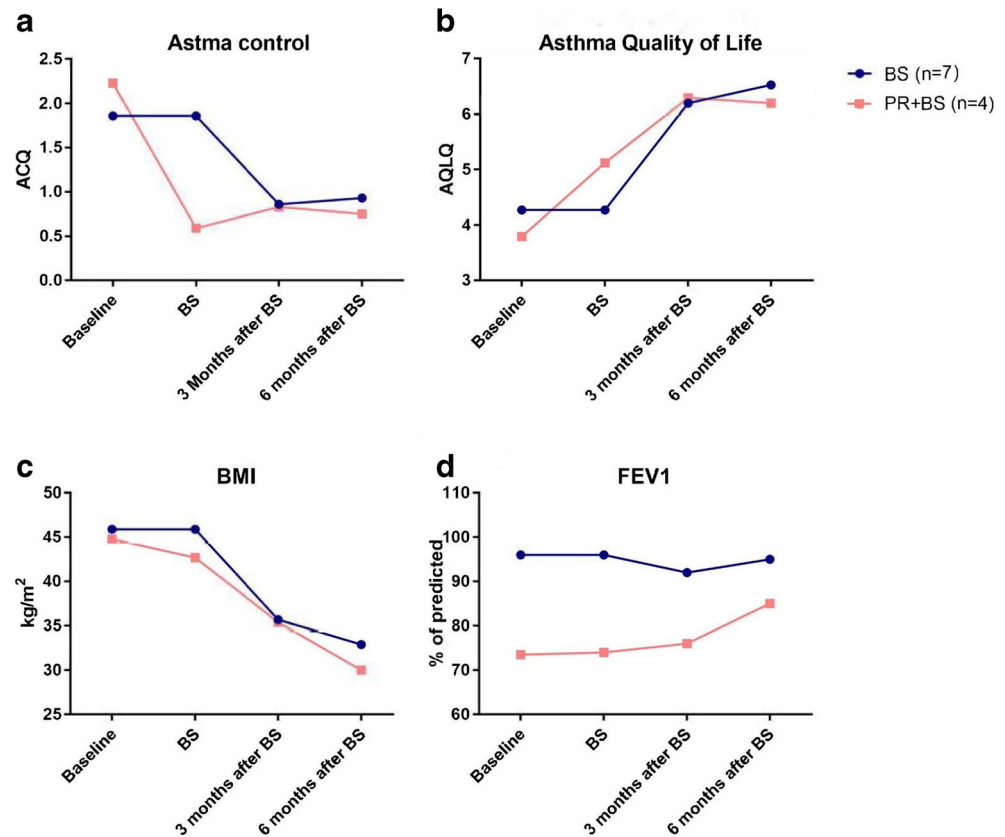 a
Astma control
2.5
2.0
1.5
1.0
0.5
0.0
ACQ
Baseline
BS
3 Months after BS
6 months after BS
b
Asthma Quality of Life
7
6
5
4
3
AQLQ
Baseline
BS
3 months after BS
6 months after BS
BS (n=7)
PR+BS (n=4)
c
BMI
50
45
40
35
30
25
kg/m²
Baseline
BS
3 months after BS
6 months after BS
d
FEV1
110
100
90
80
70
60
% of predicted
Baseline
BS
3 months after BS
6 months after BS